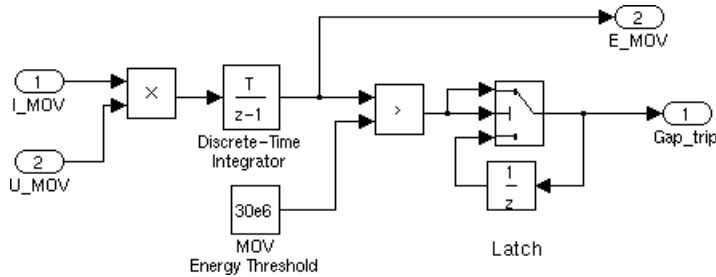 2
E_MOV
1
I_MOV
×
T
z-1
Discrete-Time
Integrator
>
1
Gap_trip
2
U_MOV
30e6
MOV
Energy Threshold
1
z
Latch